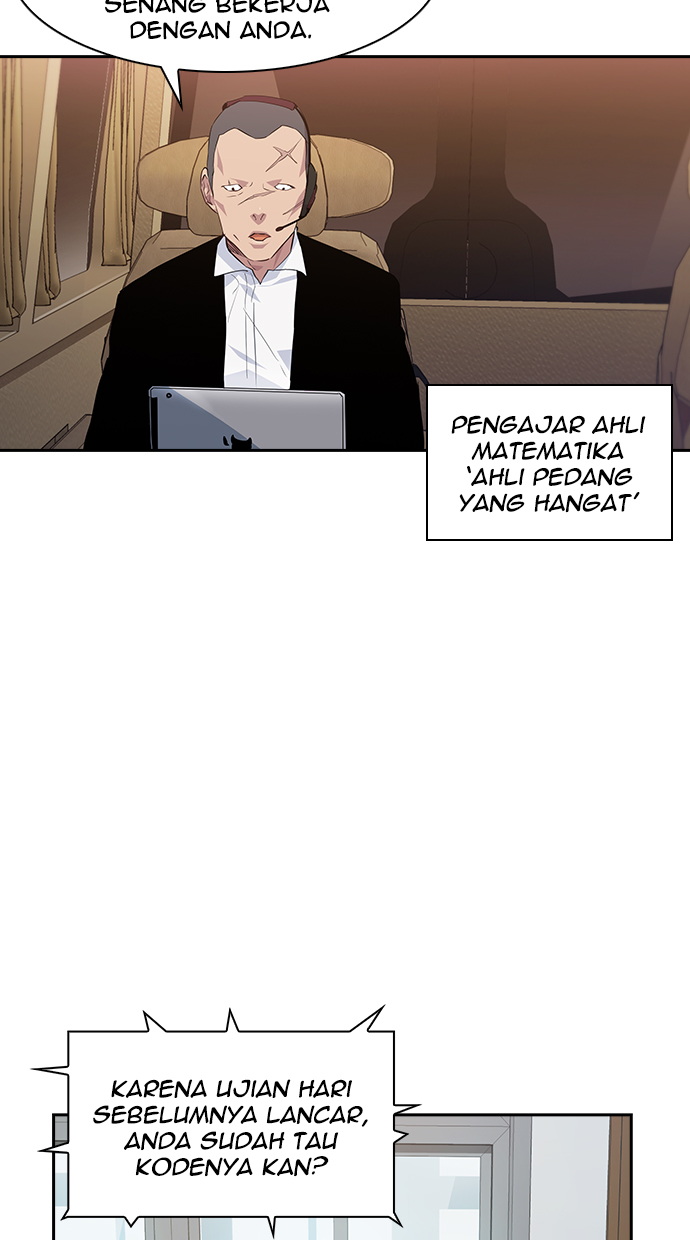 SENANG BEKERJA
DENGAN ANDA.
PENGAJAR AHLI
MATEMATIKA
‘AHLI PEDANG
YANG HANGAT’
KARENA UJIAN HARI
SEBELUMNYA LANCAR,
ANDA SUDAH TAU
KODENYA KAN?